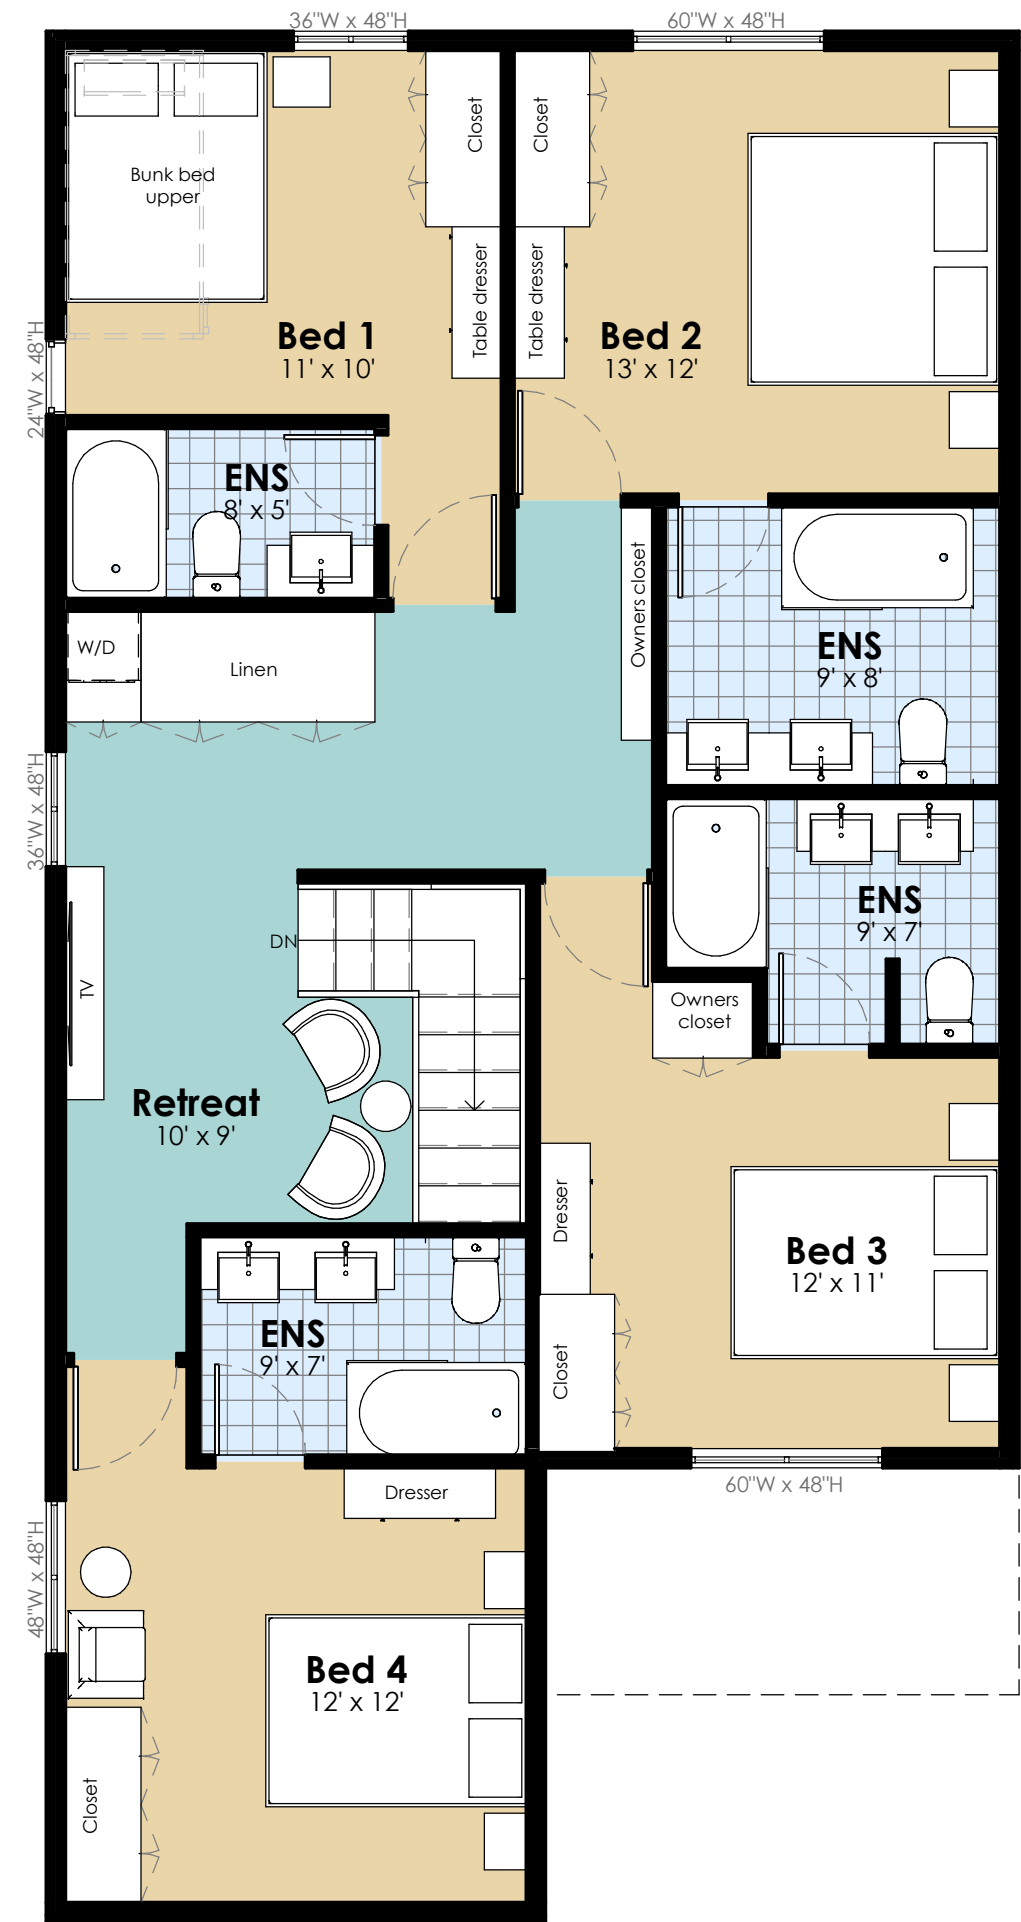 36"W x 48"H
60"W x 48"H
Bunk bed
upper
Closet
Closet
Table dresser
Table dresser
Bed 1
11' x 10'
Bed 2
13' x 12'
24"W x 48"H
ENS
8' x 5'
Owners closet
W/D
Linen
ENS
9' x 8'
36"W x 48"H
ENS
9' x 7'
DN
TV
Owners
closet
Retreat
10' x 9'
Dresser
Bed 3
12' x 11'
ENS
9' x 7'
Closet
60"W x 48"H
Dresser
48"W x 48"H
Bed 4
12' x 12'
Closet